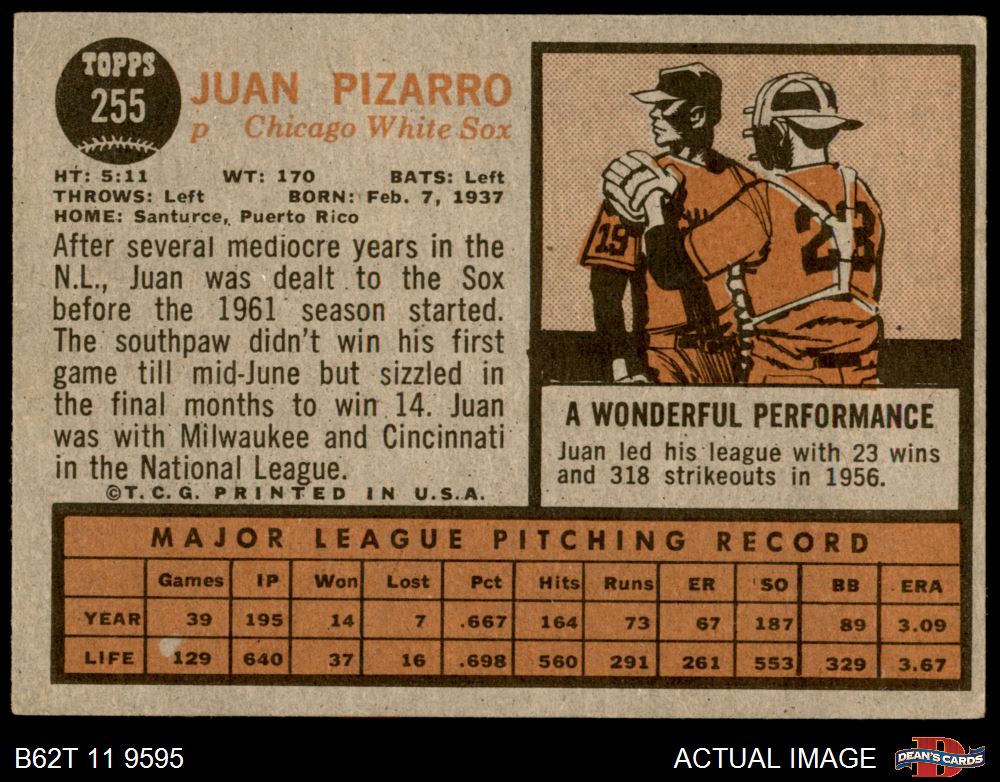 TOPPS
255
JUAN PIZARRO
p Chicago White Sox
HT: 5:11 WT: 170 BATS: Left
THROWS: Left BORN: Feb. 7, 1937
HOME: Santurce, Puerto Rico
After several mediocre years in the
N.L., Juan was dealt to the Sox
before the 1961 season started.
The southpaw didn't win his first
game till mid-June but sizzled in
the final months to win 14. Juan
was with Milwaukee and Cincinnati
in the National League.
©T.C.G. PRINTED IN U.S.A.
19
23
A WONDERFUL PERFORMANCE
Juan led his league with 23 wins
and 318 strikeouts in 1956.
MAJOR LEAGUE PITCHING RECORD
Games IP Won Lost Pct Hits Runs ER SO BB ERA
YEAR 39 195 14 7 .667 164 73 67 187 89 3.09
LIFE 129 640 37 16 .698 560 291 261 553 329 3.67
B62T 11 9595
ACTUAL IMAGE
D
DEAN'S CARDS